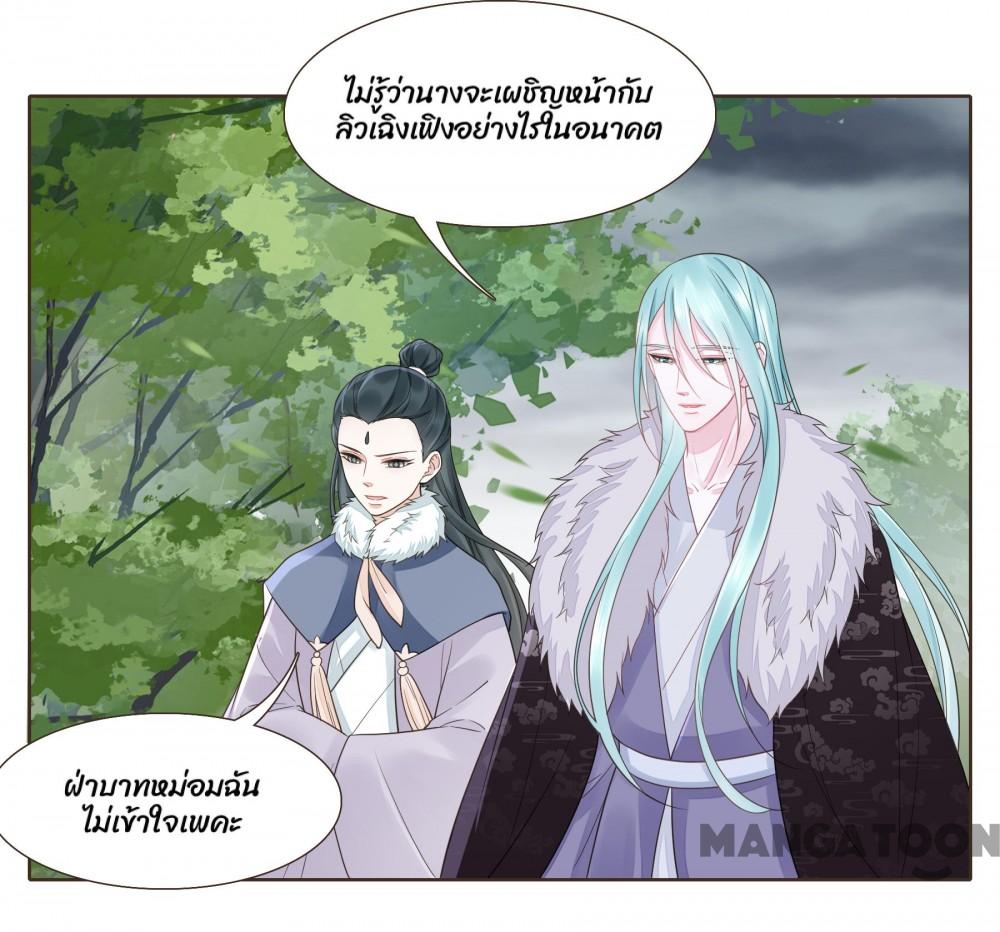 ไม่รู้ว่านางจะเผชิญหน้ากับ
ลิวเฉิงเฟิงอย่างไรในอนาคต
ฝ่าบาทหม่อมฉัน
ไม่เข้าใจเพคะ
MANGATOON